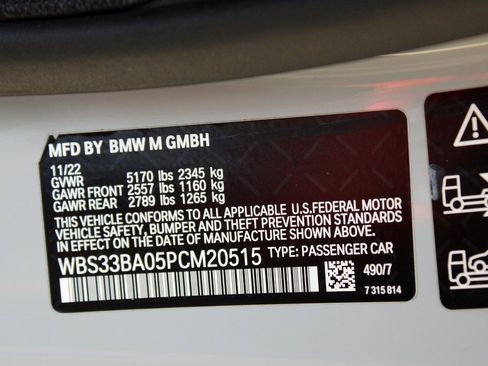 MFD BY BMW M GMBH
11/22
GVWR 5170 lbs 2345 kg
GAWR FRONT 2557 lbs 1160 kg
GAWR REAR 2789 lbs 1265 kg
THIS VEHICLE CONFORMS TO ALL APPLICABLE U.S.FEDERAL MOTOR
VEHICLE SAFETY, BUMPER AND THEFT PREVENTION STANDARDS
IN EFFECT ON THE DATE OF MANUFACTURE SHOWN ABOVE.
WBS33BA05PCM20515 TYPE: PASSENGER CAR
490/7
7 315 814